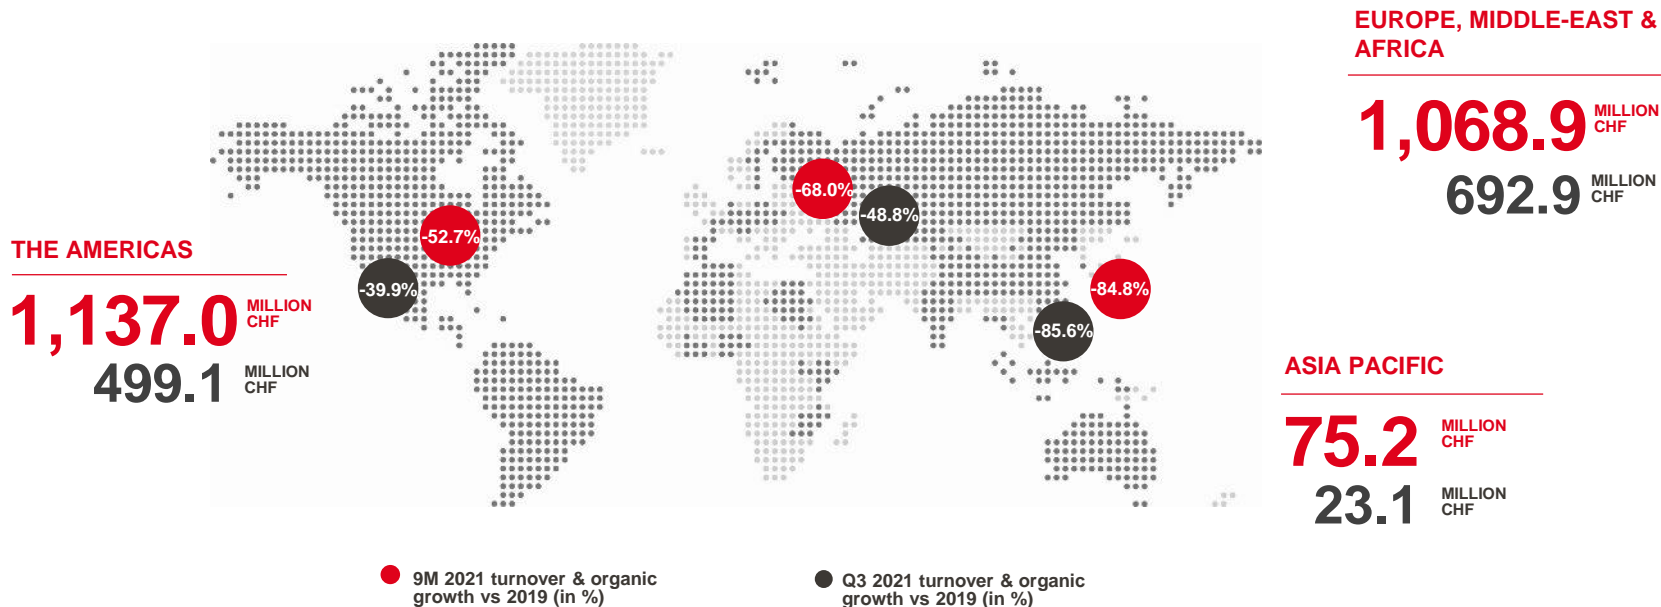 EUROPE, MIDDLE-EAST &
AFRICA
1,068.9 MILLION
CHF
692.9 MILLION
CHF
-68.0%
-48.8%
-52.7%
-39.9%
THE AMERICAS
1,137.0 MILLION
CHF
499.1 MILLION
CHF
-84.8%
-85.6%
ASIA PACIFIC
75.2 MILLION
CHF
23.1 MILLION
CHF
9M 2021 turnover & organic
growth vs 2019 (in %)
Q3 2021 turnover & organic
growth vs 2019 (in %)